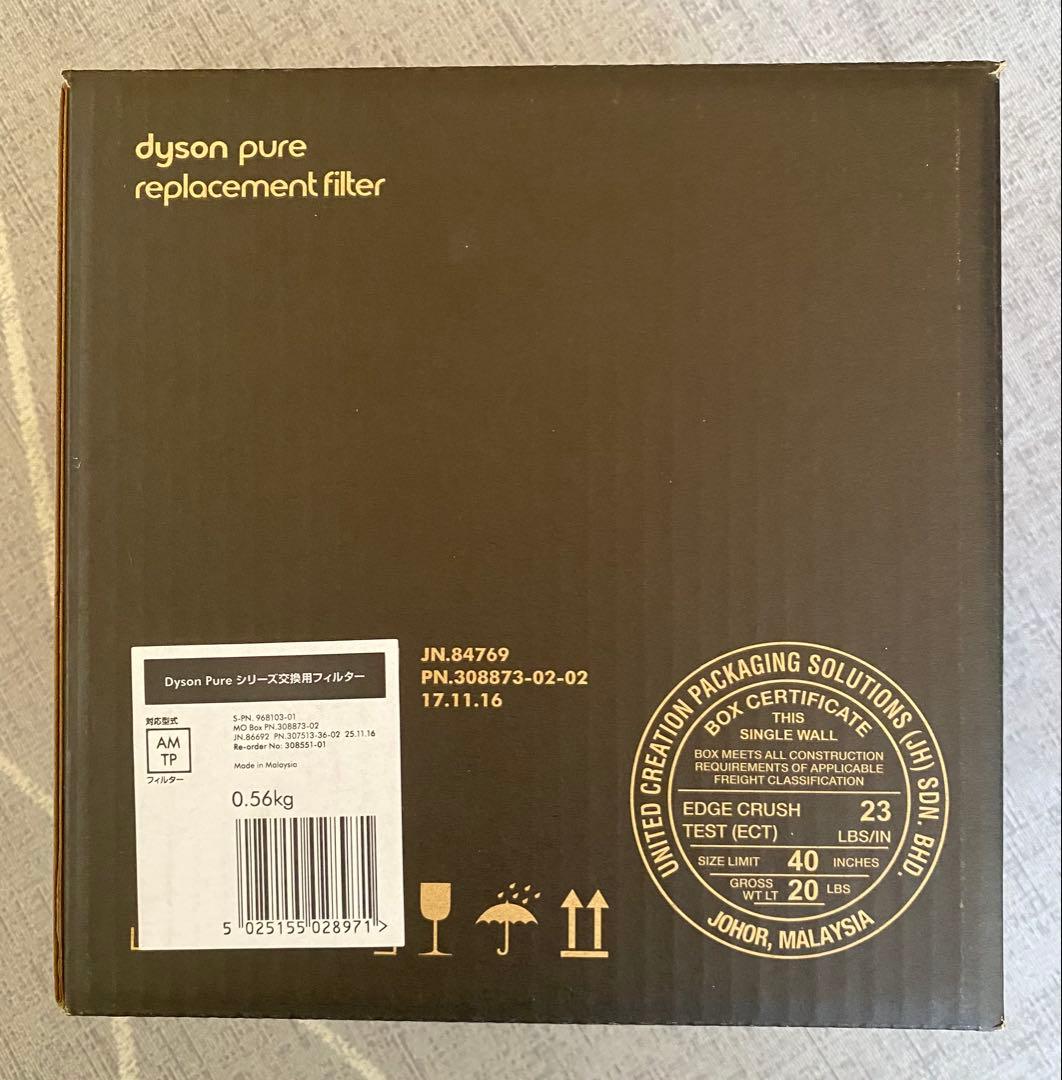 dyson pure
replacement filter
Dyson Pure シリーズ交換用フィルター
対応型式
AM
TP
フィルター
S-PN. 968103-01
MO Box PN.308873-02
JN.86692 PN.307513-36-02 25.11.16
Re-order No: 308551-01
Made in Malaysia
0.56kg
5 025155 028971 >
JN.84769
PN.308873-02-02
17.11.16
UNITED CREATION PACKAGING SOLUTIONS (JH) SDN. BHD.
BOX CERTIFICATE
THIS
SINGLE WALL
BOX MEETS ALL CONSTRUCTION
REQUIREMENTS OF APPLICABLE
FREIGHT CLASSIFICATION
EDGE CRUSH 23
TEST (ECT) LBS/IN
SIZE LIMIT 40 INCHES
GROSS
WT LT 20 LBS
JOHOR, MALAYSIA